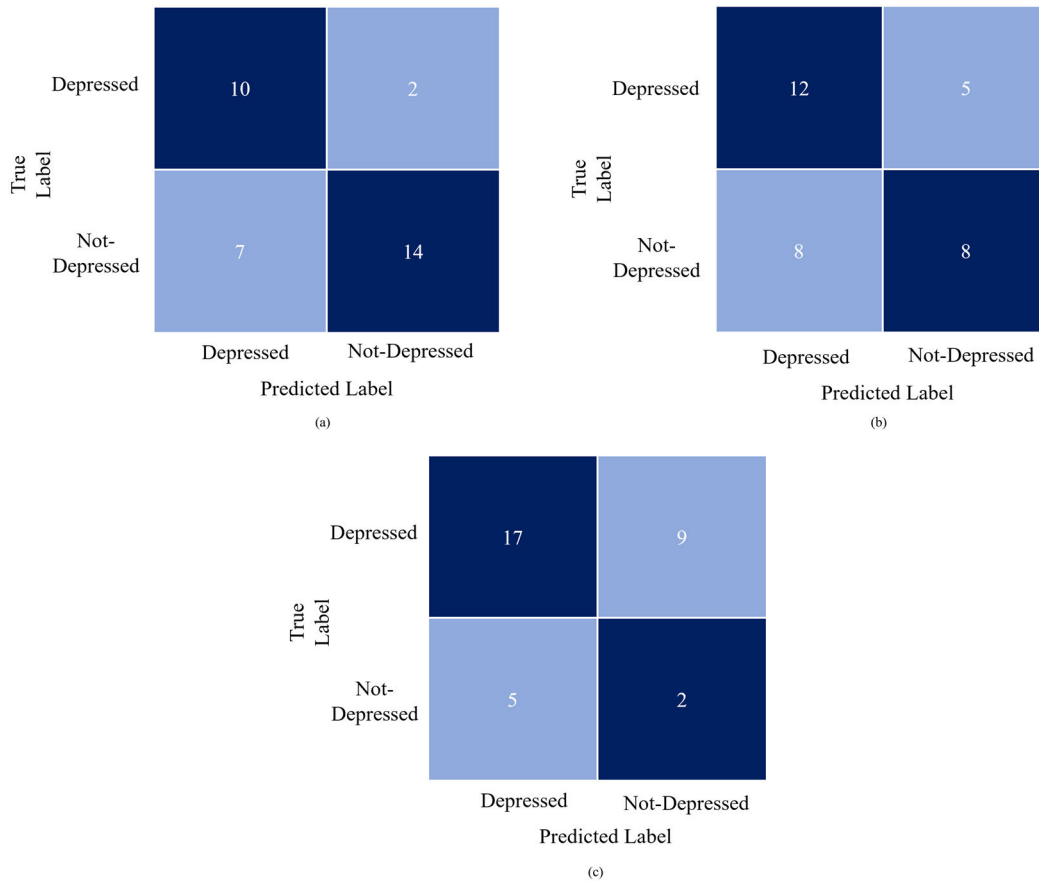 Depressed
10
2
True
Label
Not-
Depressed
7
14
Depressed
Not-Depressed
Predicted Label
(a)
Depressed
12
5
True
Label
Not-
Depressed
8
8
Depressed
Not-Depressed
Predicted Label
(b)
Depressed
17
9
True
Label
Not-
Depressed
5
2
Depressed
Not-Depressed
Predicted Label
(c)